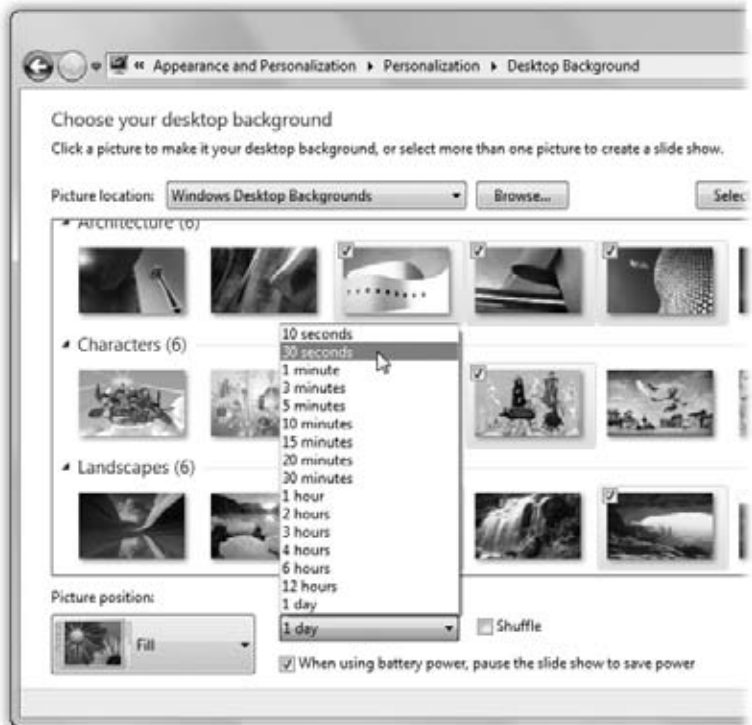 « Appearance and Personalization ▸ Personalization ▸ Desktop Background
Choose your desktop background
Click a picture to make it your desktop background, or select more than one picture to create a slide show.
Picture location: Windows Desktop Backgrounds Browse... Selec
Architecture (6)
Characters (6)
10 seconds
30 seconds
1 minute
3 minutes
5 minutes
10 minutes
15 minutes
20 minutes
30 minutes
1 hour
2 hours
3 hours
4 hours
6 hours
12 hours
1 day
Landscapes (6)
Picture position:
Fill
1 day
Shuffle
When using battery power, pause the slide show to save power